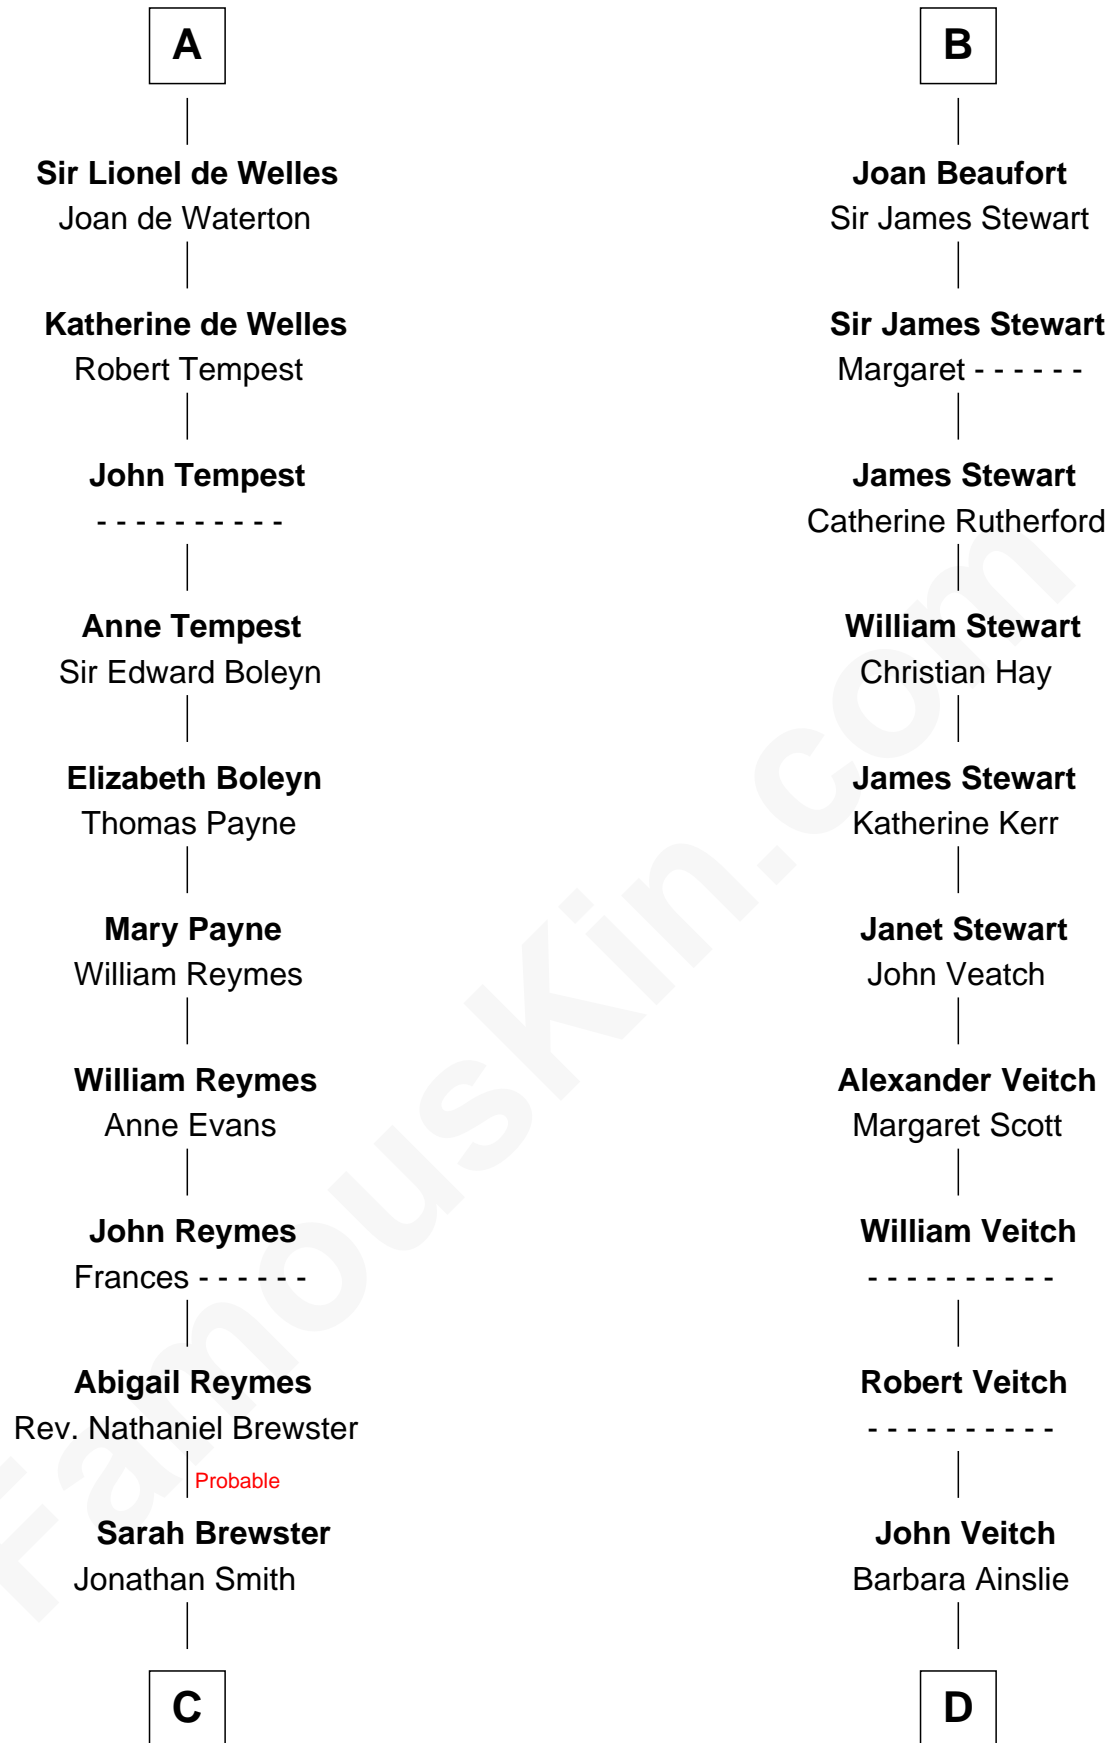 A
Sir Lionel de Welles
Joan de Waterton
Katherine de Welles
Robert Tempest
John Tempest
- - - - - - - - - -
Anne Tempest
Sir Edward Boleyn
Elizabeth Boleyn
Thomas Payne
Mary Payne
William Reymes
William Reymes
Anne Evans
John Reymes
Frances - - - - - -
Abigail Reymes
Rev. Nathaniel Brewster
Probable
Sarah Brewster
Jonathan Smith
C
B
Joan Beaufort
Sir James Stewart
Sir James Stewart
Margaret - - - - - -
James Stewart
Catherine Rutherford
William Stewart
Christian Hay
James Stewart
Katherine Kerr
Janet Stewart
John Veatch
Alexander Veitch
Margaret Scott
William Veitch
- - - - - - - - - -
Robert Veitch
- - - - - - - - - -
John Veitch
Barbara Ainslie
D
FamousKin.com